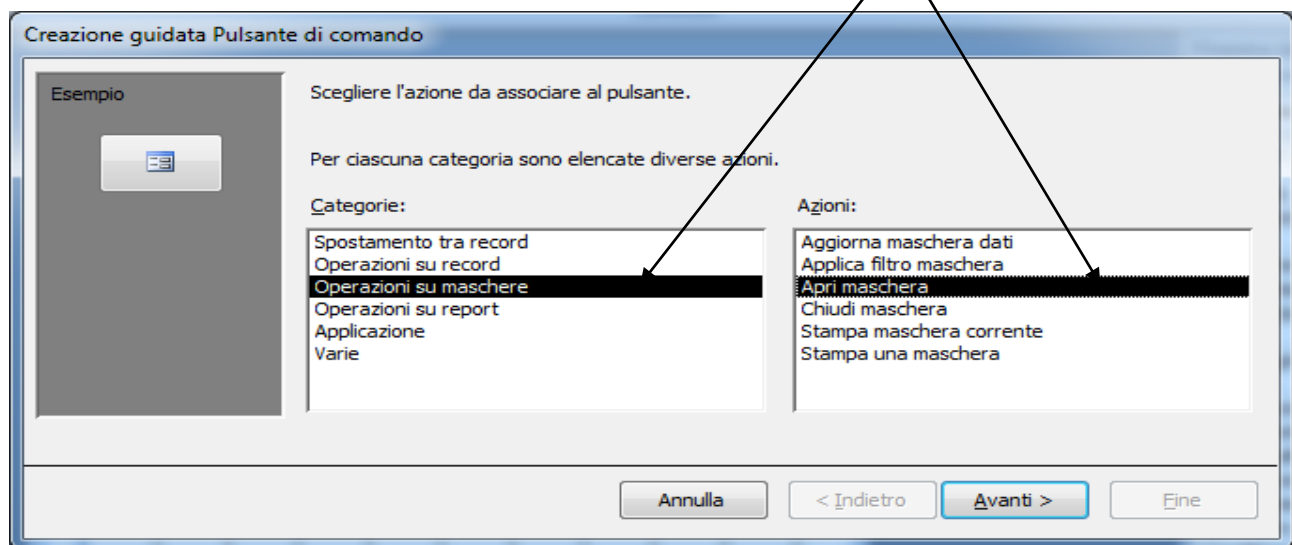 Creazione guidata Pulsante di comando
Esempio
Scegliere l'azione da associare al pulsante.
Per ciascuna categoria sono elencate diverse azioni.
Categorie:
Spostamento tra record
Operazioni su record
Operazioni su maschere
Operazioni su report
Applicazione
Varie
Azioni:
Aggiorna maschera dati
Applica filtro maschera
Apri maschera
Chiudi maschera
Stampa maschera corrente
Stampa una maschera
Annulla
< Indietro
Avanti >
Fine